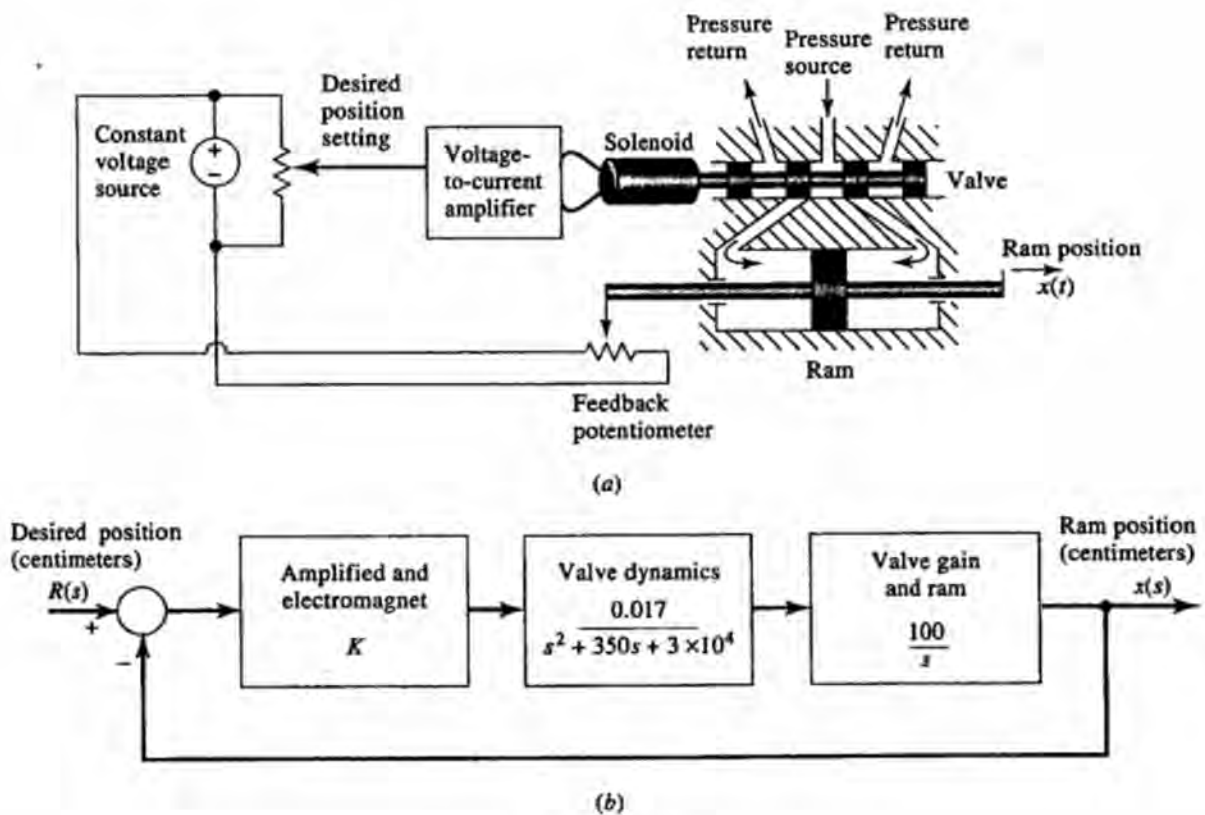 Pressure
return
Pressure
source
Pressure
return
Desired
position
setting
Constant
voltage
source
+
-
Voltage-
to-current
amplifier
Solenoid
Valve
Ram position
x(t)
Ram
Feedback
potentiometer
(a)
Desired position
(centimeters)
R(s)
+
-
Amplified and
electromagnet
K
Valve dynamics
0.017
s² + 350s + 3 ×10⁴
Valve gain
and ram
100
s
Ram position
(centimeters)
x(s)
(b)